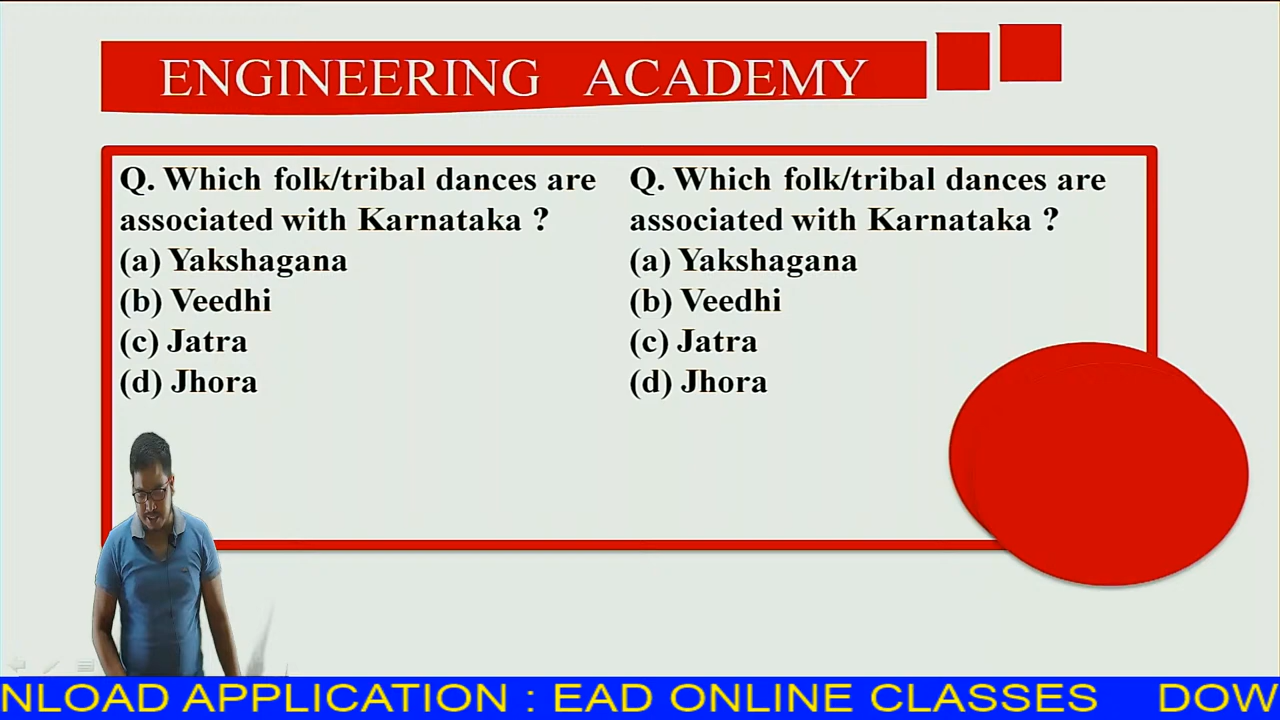 ENGINEERING ACADEMY
Q. Which folk/tribal dances are
associated with Karnataka ?
(a) Yakshagana
(b) Veedhi
(c) Jatra
(d) Jhora
Q. Which folk/tribal dances are
associated with Karnataka ?
(a) Yakshagana
(b) Veedhi
(c) Jatra
(d) Jhora
NLOAD APPLICATION : EAD ONLINE CLASSES DOW